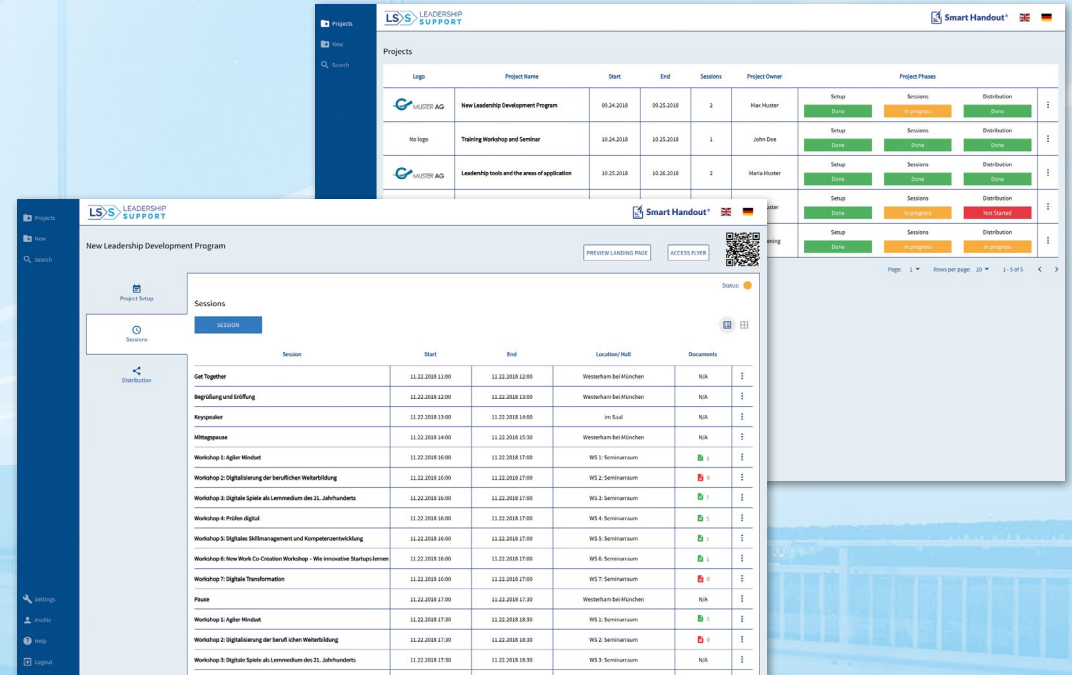 Projects
New
Search
LS>S LEADERSHIP SUPPORT
Smart Handout®
Projects
Logo Project Name Start End Sessions Project Owner Project Phases
MUSTER AG New Leadership Development Program 09.24.2018 09.25.2018 2 Max Muster Setup Done Sessions In progress Distribution Done
No logo Training Workshop and Seminar 10.24.2018 10.25.2018 1 John Doe Setup Done Sessions Done Distribution Done
MUSTER AG Leadership tools and the areas of application 10.25.2018 10.26.2018 2 Maria Muster Setup Done Sessions Done Distribution Done
Setup Done Sessions In progress Distribution Not Started
Setup Done Sessions In progress Distribution In progress
Page: 1 Rows per page: 20 1 - 5 of 5
Projects
New
Search
Settings
Profile
Help
Logout
LS>S LEADERSHIP SUPPORT
Smart Handout®
New Leadership Development Program
PREVIEW LANDING PAGE
ACCESS FLYER
Project Setup
Sessions
Distribution
Status:
Sessions
SESSION
Session Start End Location/ Hall Documents
Get Together 11.22.2018 11:00 11.22.2018 12:00 Westerham bei München N/A
Begrüßung und Eröffung 11.22.2018 12:00 11.22.2018 13:00 Westerham bei München N/A
Keyspeaker 11.22.2018 13:00 11.22.2018 14:00 im Saal N/A
Mittagspause 11.22.2018 14:00 11.22.2018 15:30 Westerham bei München N/A
Workshop 1: Agiler Mindset 11.22.2018 16:00 11.22.2018 17:00 WS 1: Seminarraum
Workshop 2: Digitalisierung der beruflichen Weiterbildung 11.22.2018 16:00 11.22.2018 17:00 WS 2: Seminarraum 0
Workshop 3: Digitale Spiele als Lernmedium des 21. Jahrhunderts 11.22.2018 16:00 11.22.2018 17:00 WS 3: Seminarraum
Workshop 4: Prüfen digital 11.22.2018 16:00 11.22.2018 17:00 WS 4: Seminarraum 5
Workshop 5: Digitales Skillmanagement und Kompetenzentwicklung 11.22.2018 16:00 11.22.2018 17:00 WS 5: Seminarraum 1
Workshop 6: New Work Co-Creation Workshop – Wie innovative Startups lernen 11.22.2018 16:00 11.22.2018 17:00 WS 6: Seminarraum 1
Workshop 7: Digitale Transformation 11.22.2018 16:00 11.22.2018 17:00 WS 7: Seminarraum 0
Pause 11.22.2018 17:00 11.22.2018 17:30 Westerham bei München N/A
Workshop 1: Agiler Mindset 11.22.2018 17:30 11.22.2018 18:30 WS 1: Seminarraum
Workshop 2: Digitalisierung der berufl ichen Weiterbildung 11.22.2018 17:30 11.22.2018 18:30 WS 2: Seminarraum 0
Workshop 3: Digitale Spiele als Lernmedium des 21. Jahrhunderts 11.22.2018 17:30 11.22.2018 18:30 WS 3: Seminarraum N/A